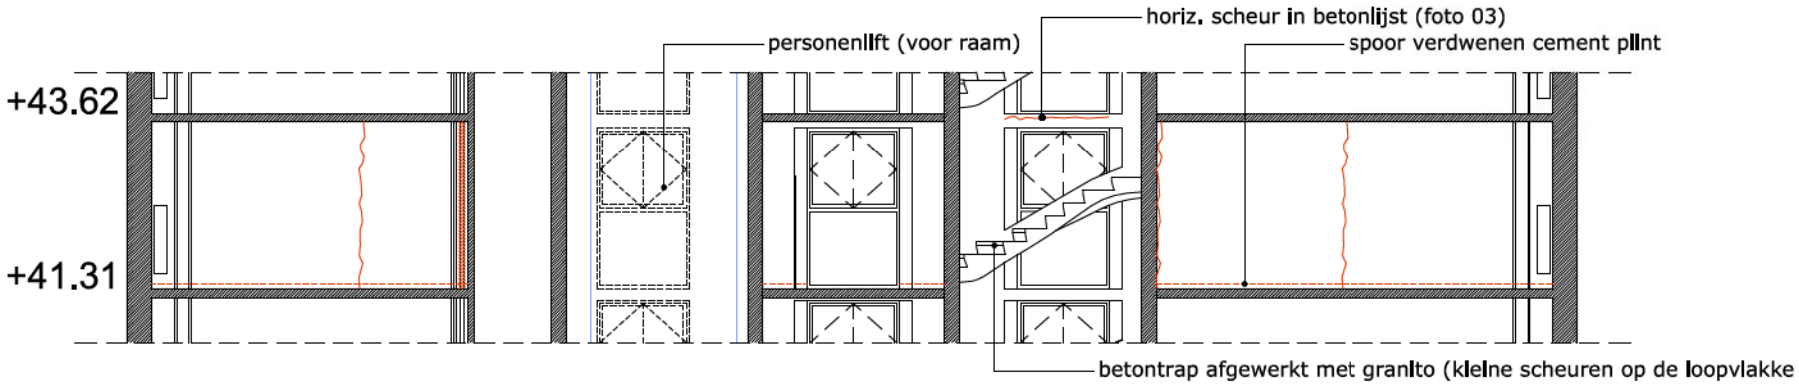 horiz. scheur in betonlijst (foto 03)
personenlift (voor raam)
spoor verdwenen cement plint
+43.62
+41.31
betontrap afgewerkt met granito (kleine scheuren op de loopvlakke